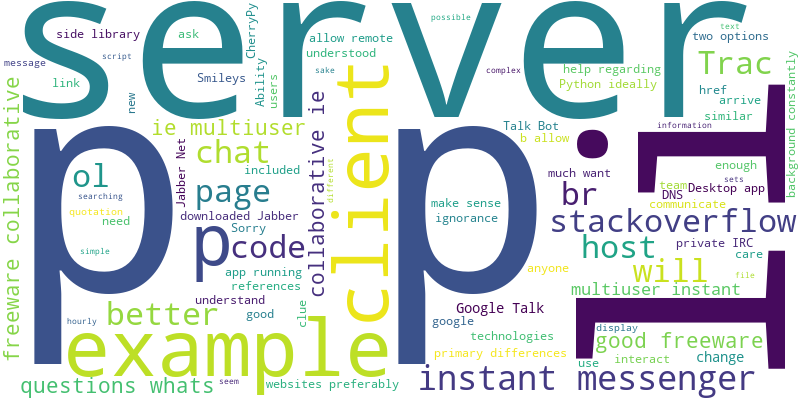 server
possible
side library
ask
CherryPy
allow remote
understood
two options
text
message
script
link
Smileys
Ability
users
sake
complex
help regarding
Python ideally
Trac
new
href
arrive
similar
background constantly
freeware collaborative
p
p
i
I
I
ie multiuser
chat
Jabber Net
client
collaborative ie
different
Talk Bot
b allow
information
enough
ol
included
much want
team
sets
Desktop app
searching
page
br
DNS
communicate
quotation
need
downloaded Jabber
make sense
ignorance
stackoverflow
Sorry
p
code
host
private IRC
care
simple
understand
app running
references
anyone
will
file
multiuser instant
better
good
clue
Google Talk
hourly
google
display
technologies
use
good freeware
example
primary differences
interact
change
questions whats
seem
websites preferably
instant messenger